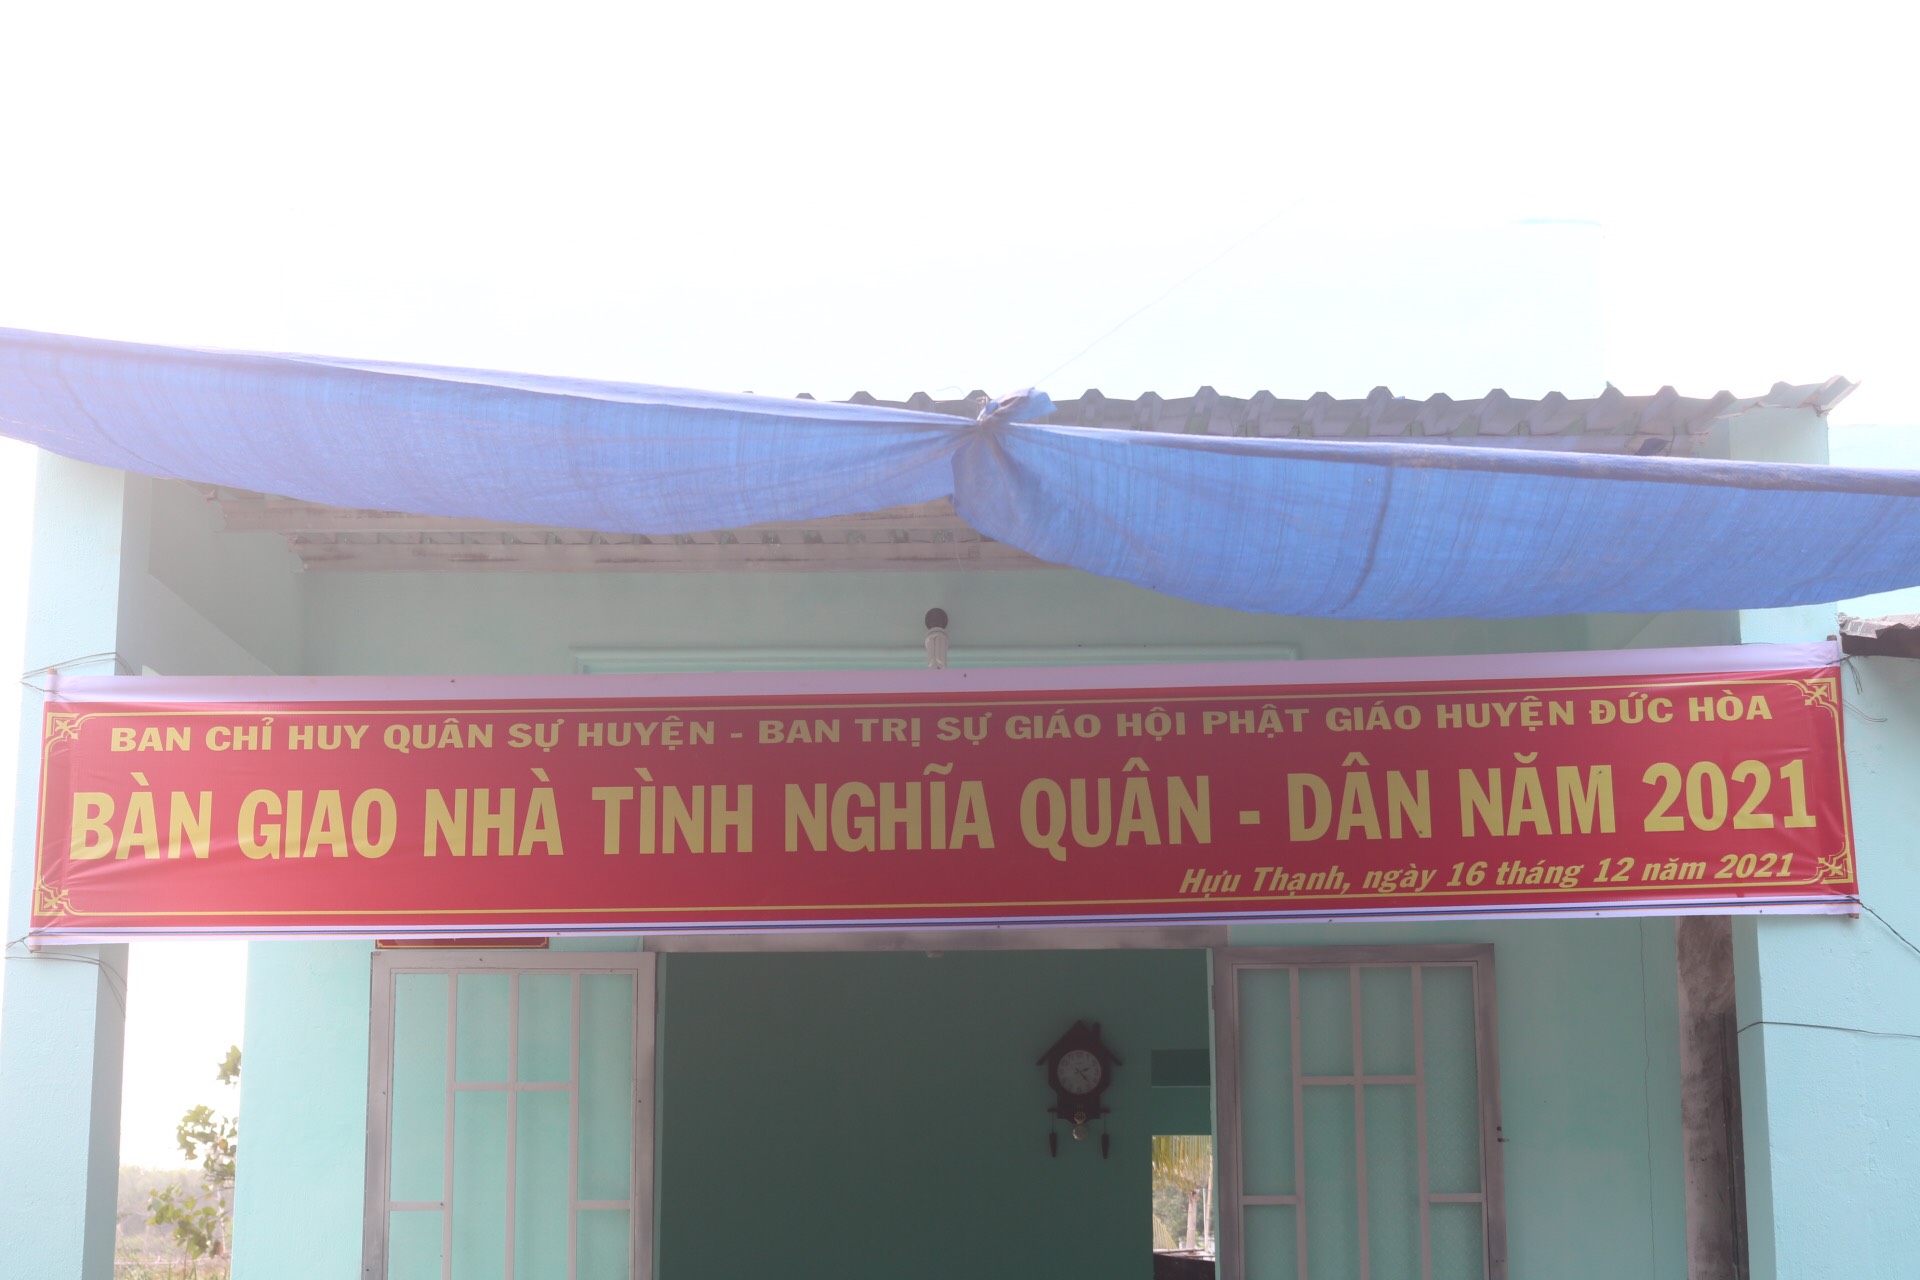 BAN CHỈ HUY QUÂN SỰ HUYỆN - BAN TRỊ SỰ GIÁO HỘI PHẬT GIÁO HUYỆN ĐỨC HÒA
BÀN GIAO NHÀ TÌNH NGHĨA QUÂN - DÂN NĂM 2021
Hựu Thạnh, ngày 16 tháng 12 năm 2021